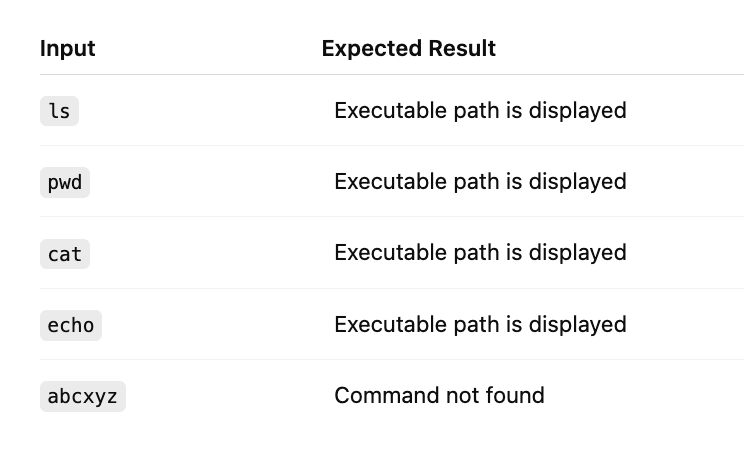 Input Expected Result
ls Executable path is displayed
pwd Executable path is displayed
cat Executable path is displayed
echo Executable path is displayed
abcxyz Command not found